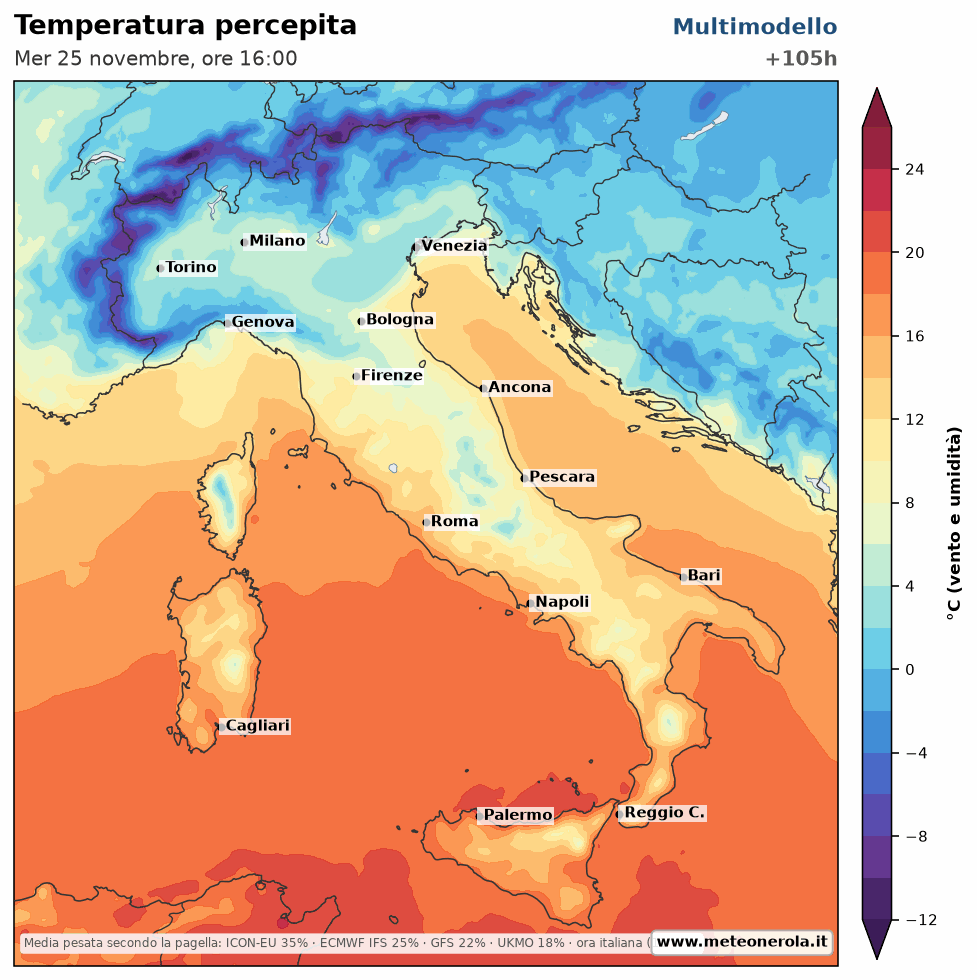 Temperatura percepita
Multimodello
Mer 25 novembre, ore 16:00
+105h
Milano
Venezia
Torino
Genova
Bologna
Firenze
Ancona
Pescara
Roma
Bari
Napoli
Cagliari
Palermo
Reggio C.
24
20
16
12
8
4
0
−4
−8
−12
°C (vento e umidità)
Media pesata secondo la pagella: ICON-EU 35% · ECMWF IFS 25% · GFS 22% · UKMO 18% · ora italiana (
www.meteonerola.it